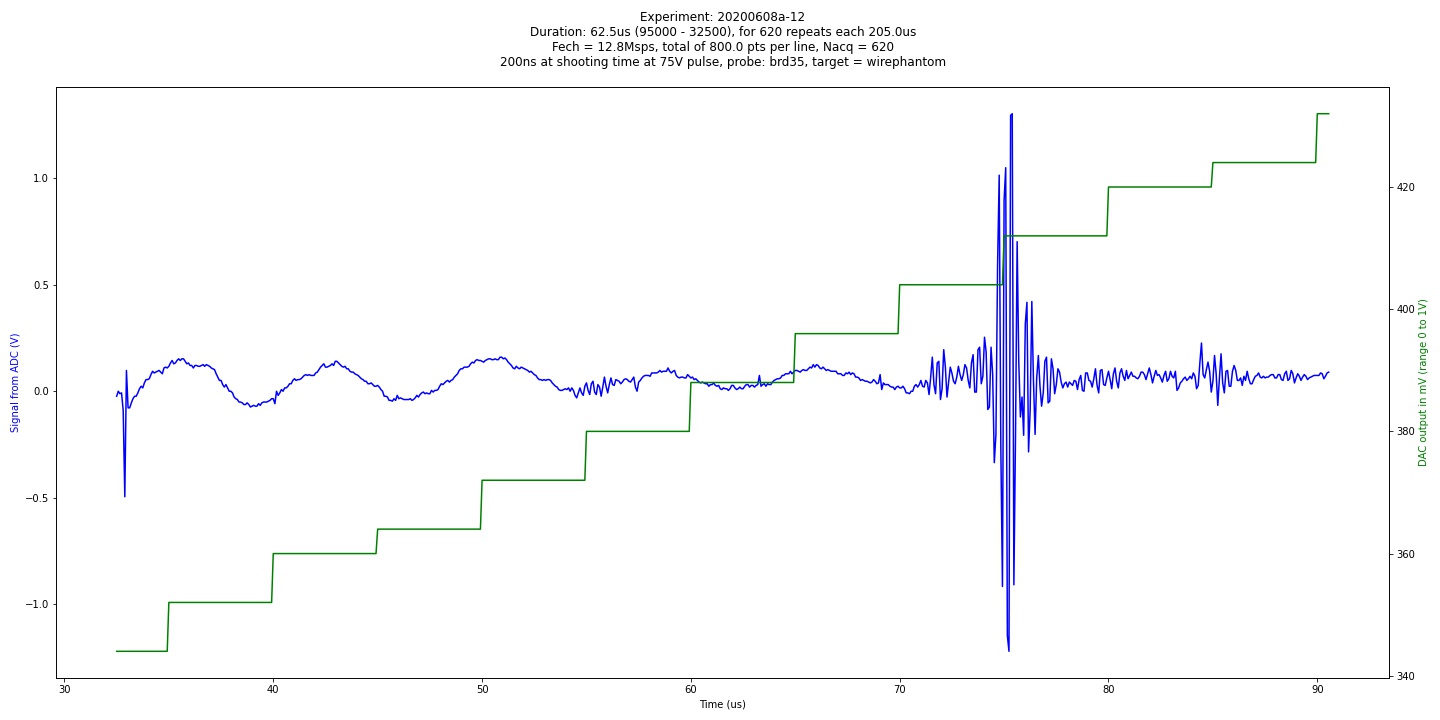 Experiment: 20200608a-12
Duration: 62.5us (95000 - 32500), for 620 repeats each 205.0us
Fech = 12.8Msps, total of 800.0 pts per line, Nacq = 620
200ns at shooting time at 75V pulse, probe: brd35, target = wirephantom
Signal from ADC (V)
1.0
0.5
0.0
−0.5
−1.0
DAC output in mV (range 0 to 1V)
420
400
380
360
340
30 40 50 60 70 80 90
Time (us)